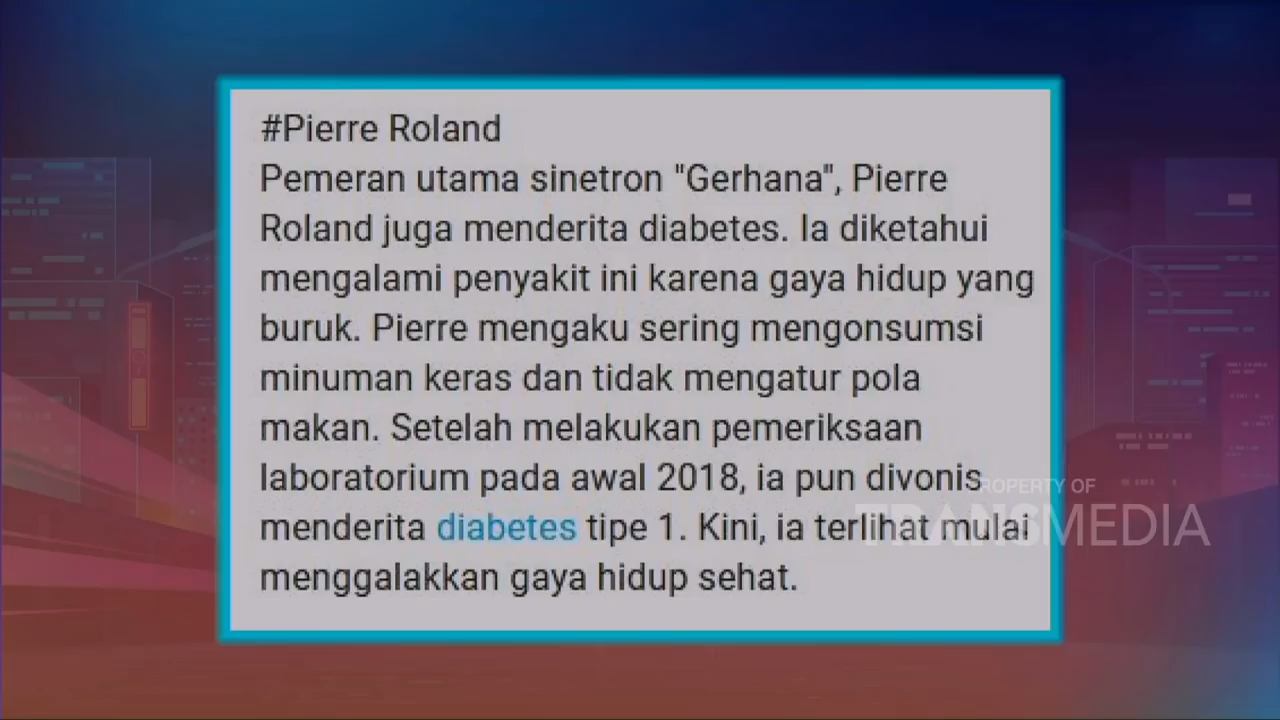 #Pierre Roland
Pemeran utama sinetron "Gerhana", Pierre
Roland juga menderita diabetes. Ia diketahui
mengalami penyakit ini karena gaya hidup yang
buruk. Pierre mengaku sering mengonsumsi
minuman keras dan tidak mengatur pola
makan. Setelah melakukan pemeriksaan
laboratorium pada awal 2018, ia pun divonis
menderita diabetes tipe 1. Kini, ia terlihat mulai
menggalakkan gaya hidup sehat.
PROPERTY OF
TRANSMEDIA